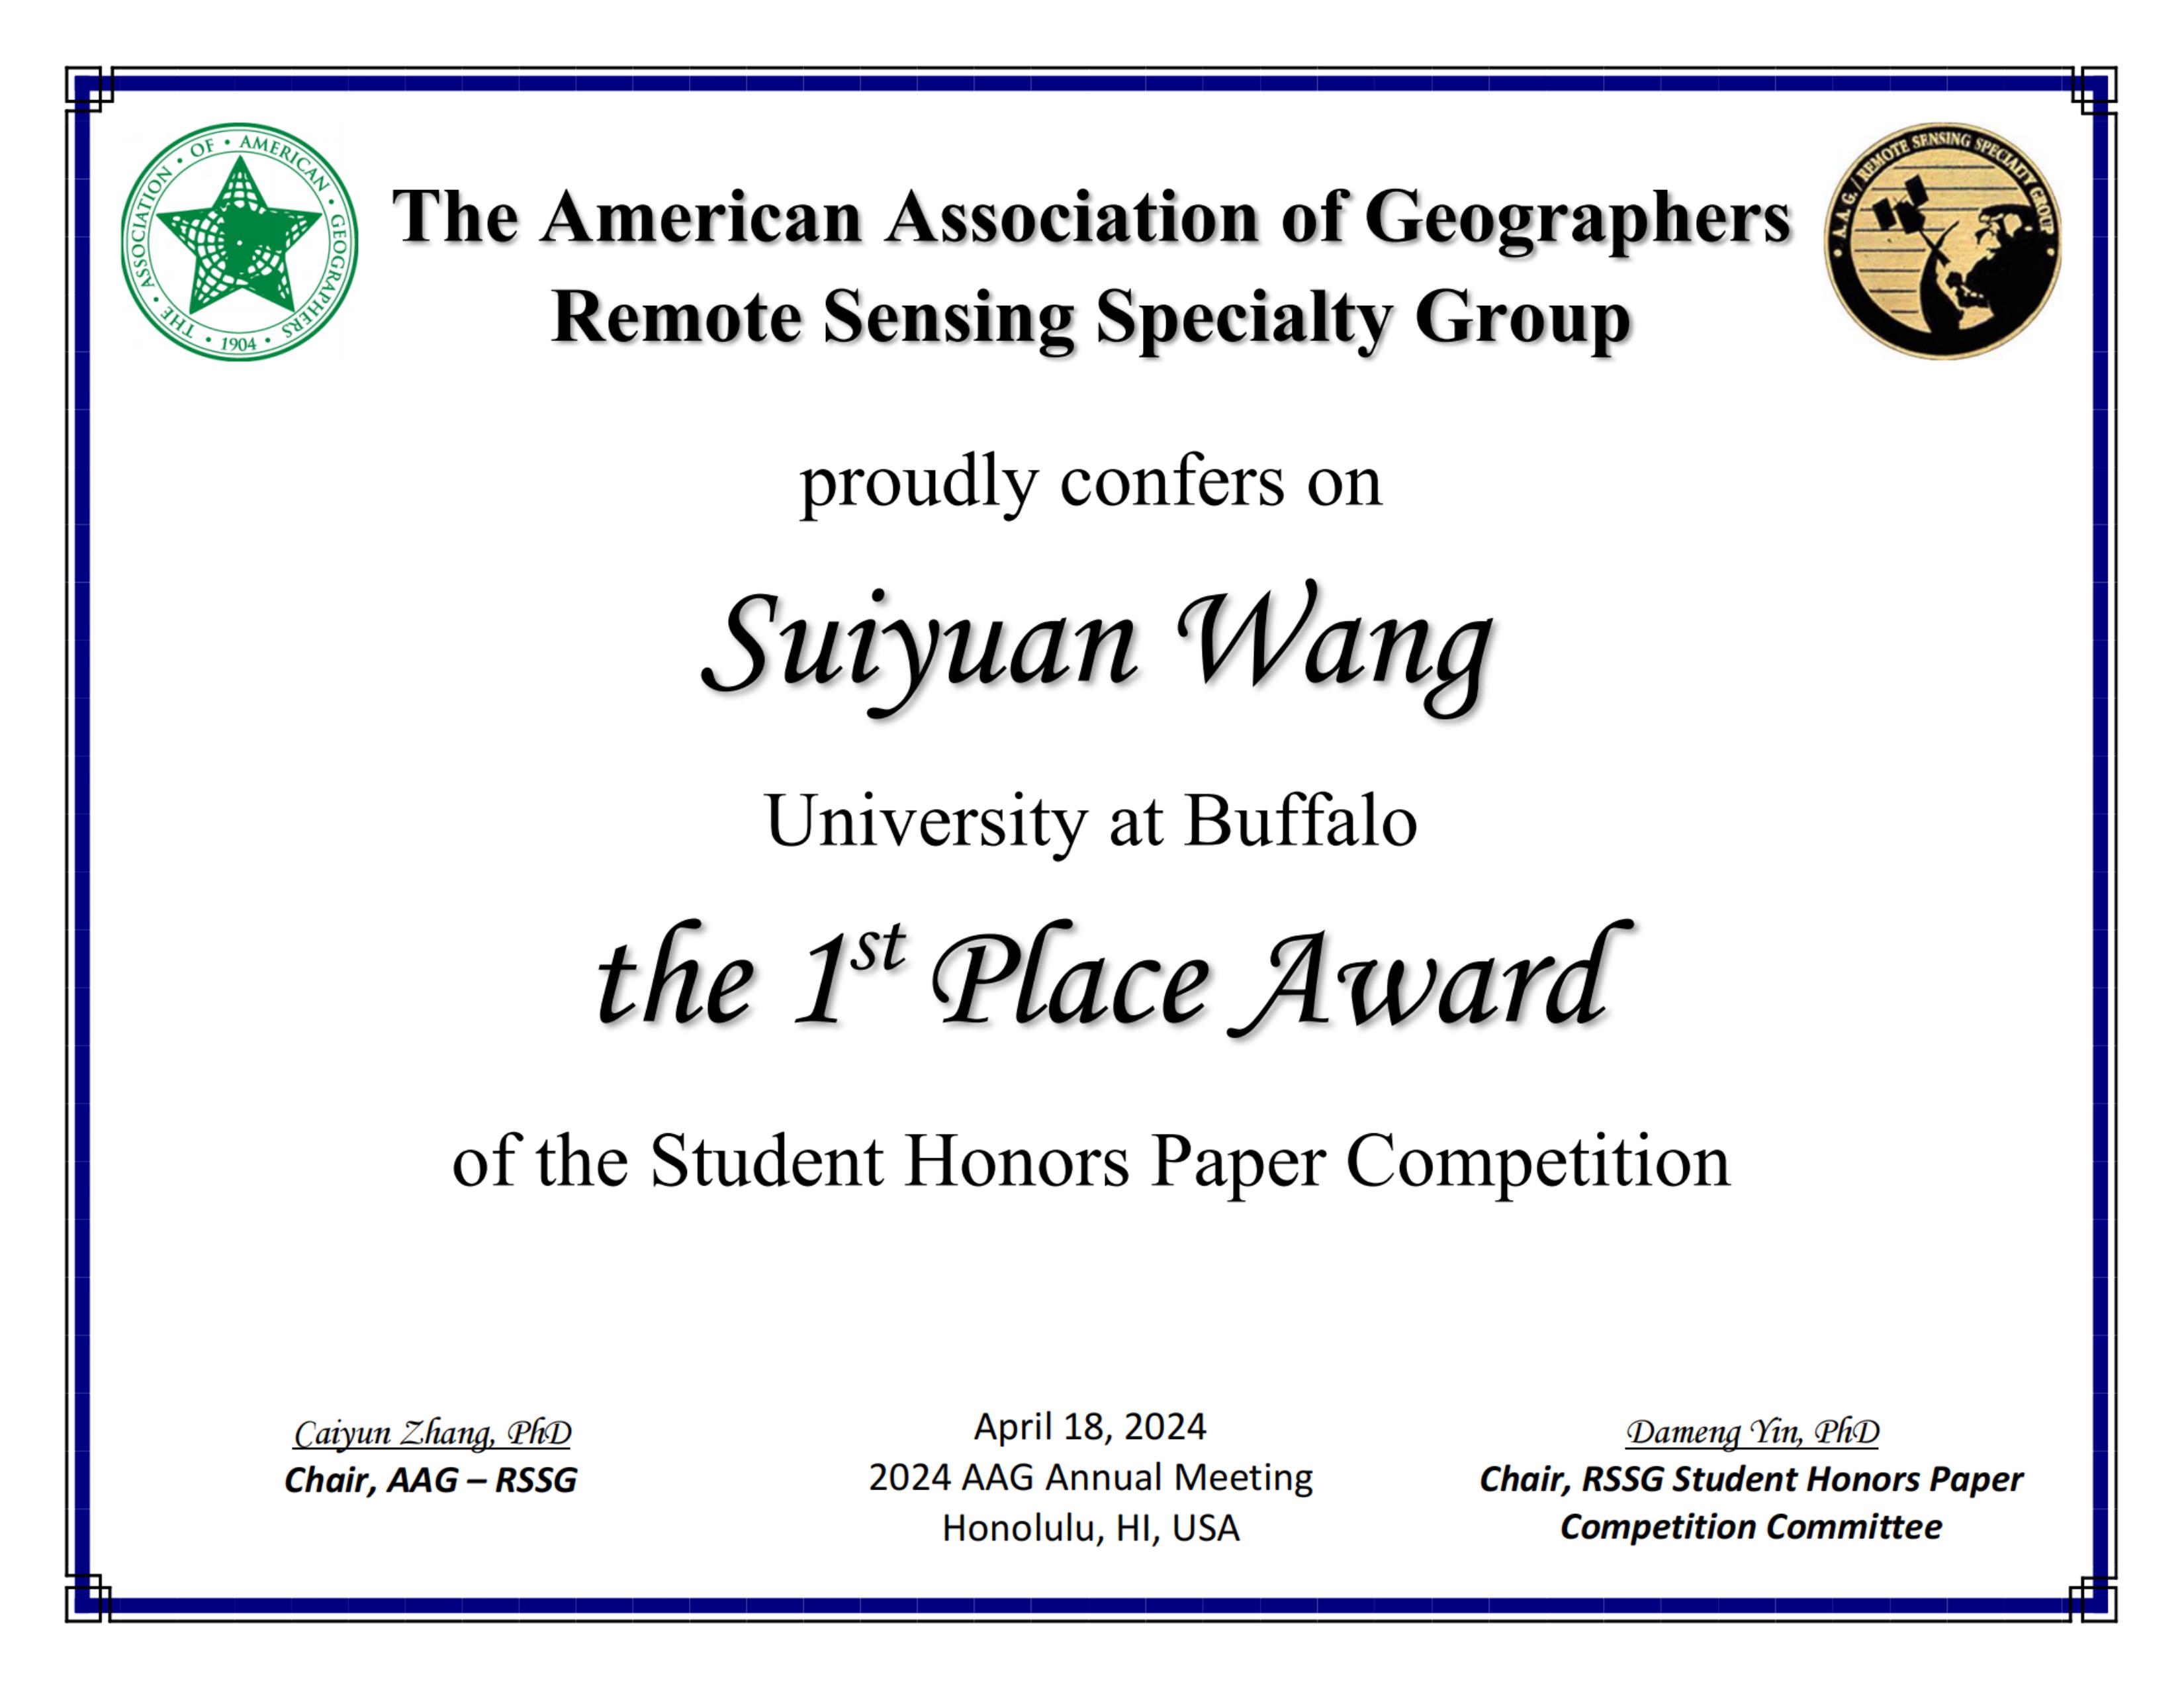 THE • ASSOCIATION • OF • AMERICAN • GEOGRAPHERS • 1904 •
• A.A.G. / REMOTE SENSING SPECIALTY GROUP •
The American Association of Geographers
Remote Sensing Specialty Group
proudly confers on
Suiyuan Wang
University at Buffalo
the 1st Place Award
of the Student Honors Paper Competition
Caiyun Zhang, PhD
Chair, AAG – RSSG
April 18, 2024
2024 AAG Annual Meeting
Honolulu, HI, USA
Dameng Yin, PhD
Chair, RSSG Student Honors Paper
Competition Committee